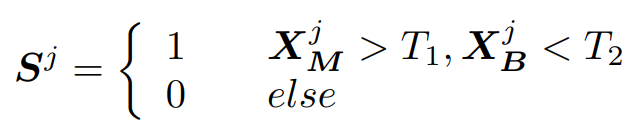 S^j = { 1 X_M^j > T_1, X_B^j < T_2
0 else